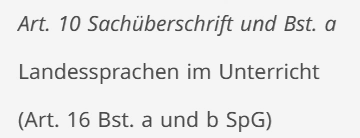 Art. 10 Sachüberschrift und Bst. a
Landessprachen im Unterricht
(Art. 16 Bst. a und b SpG)